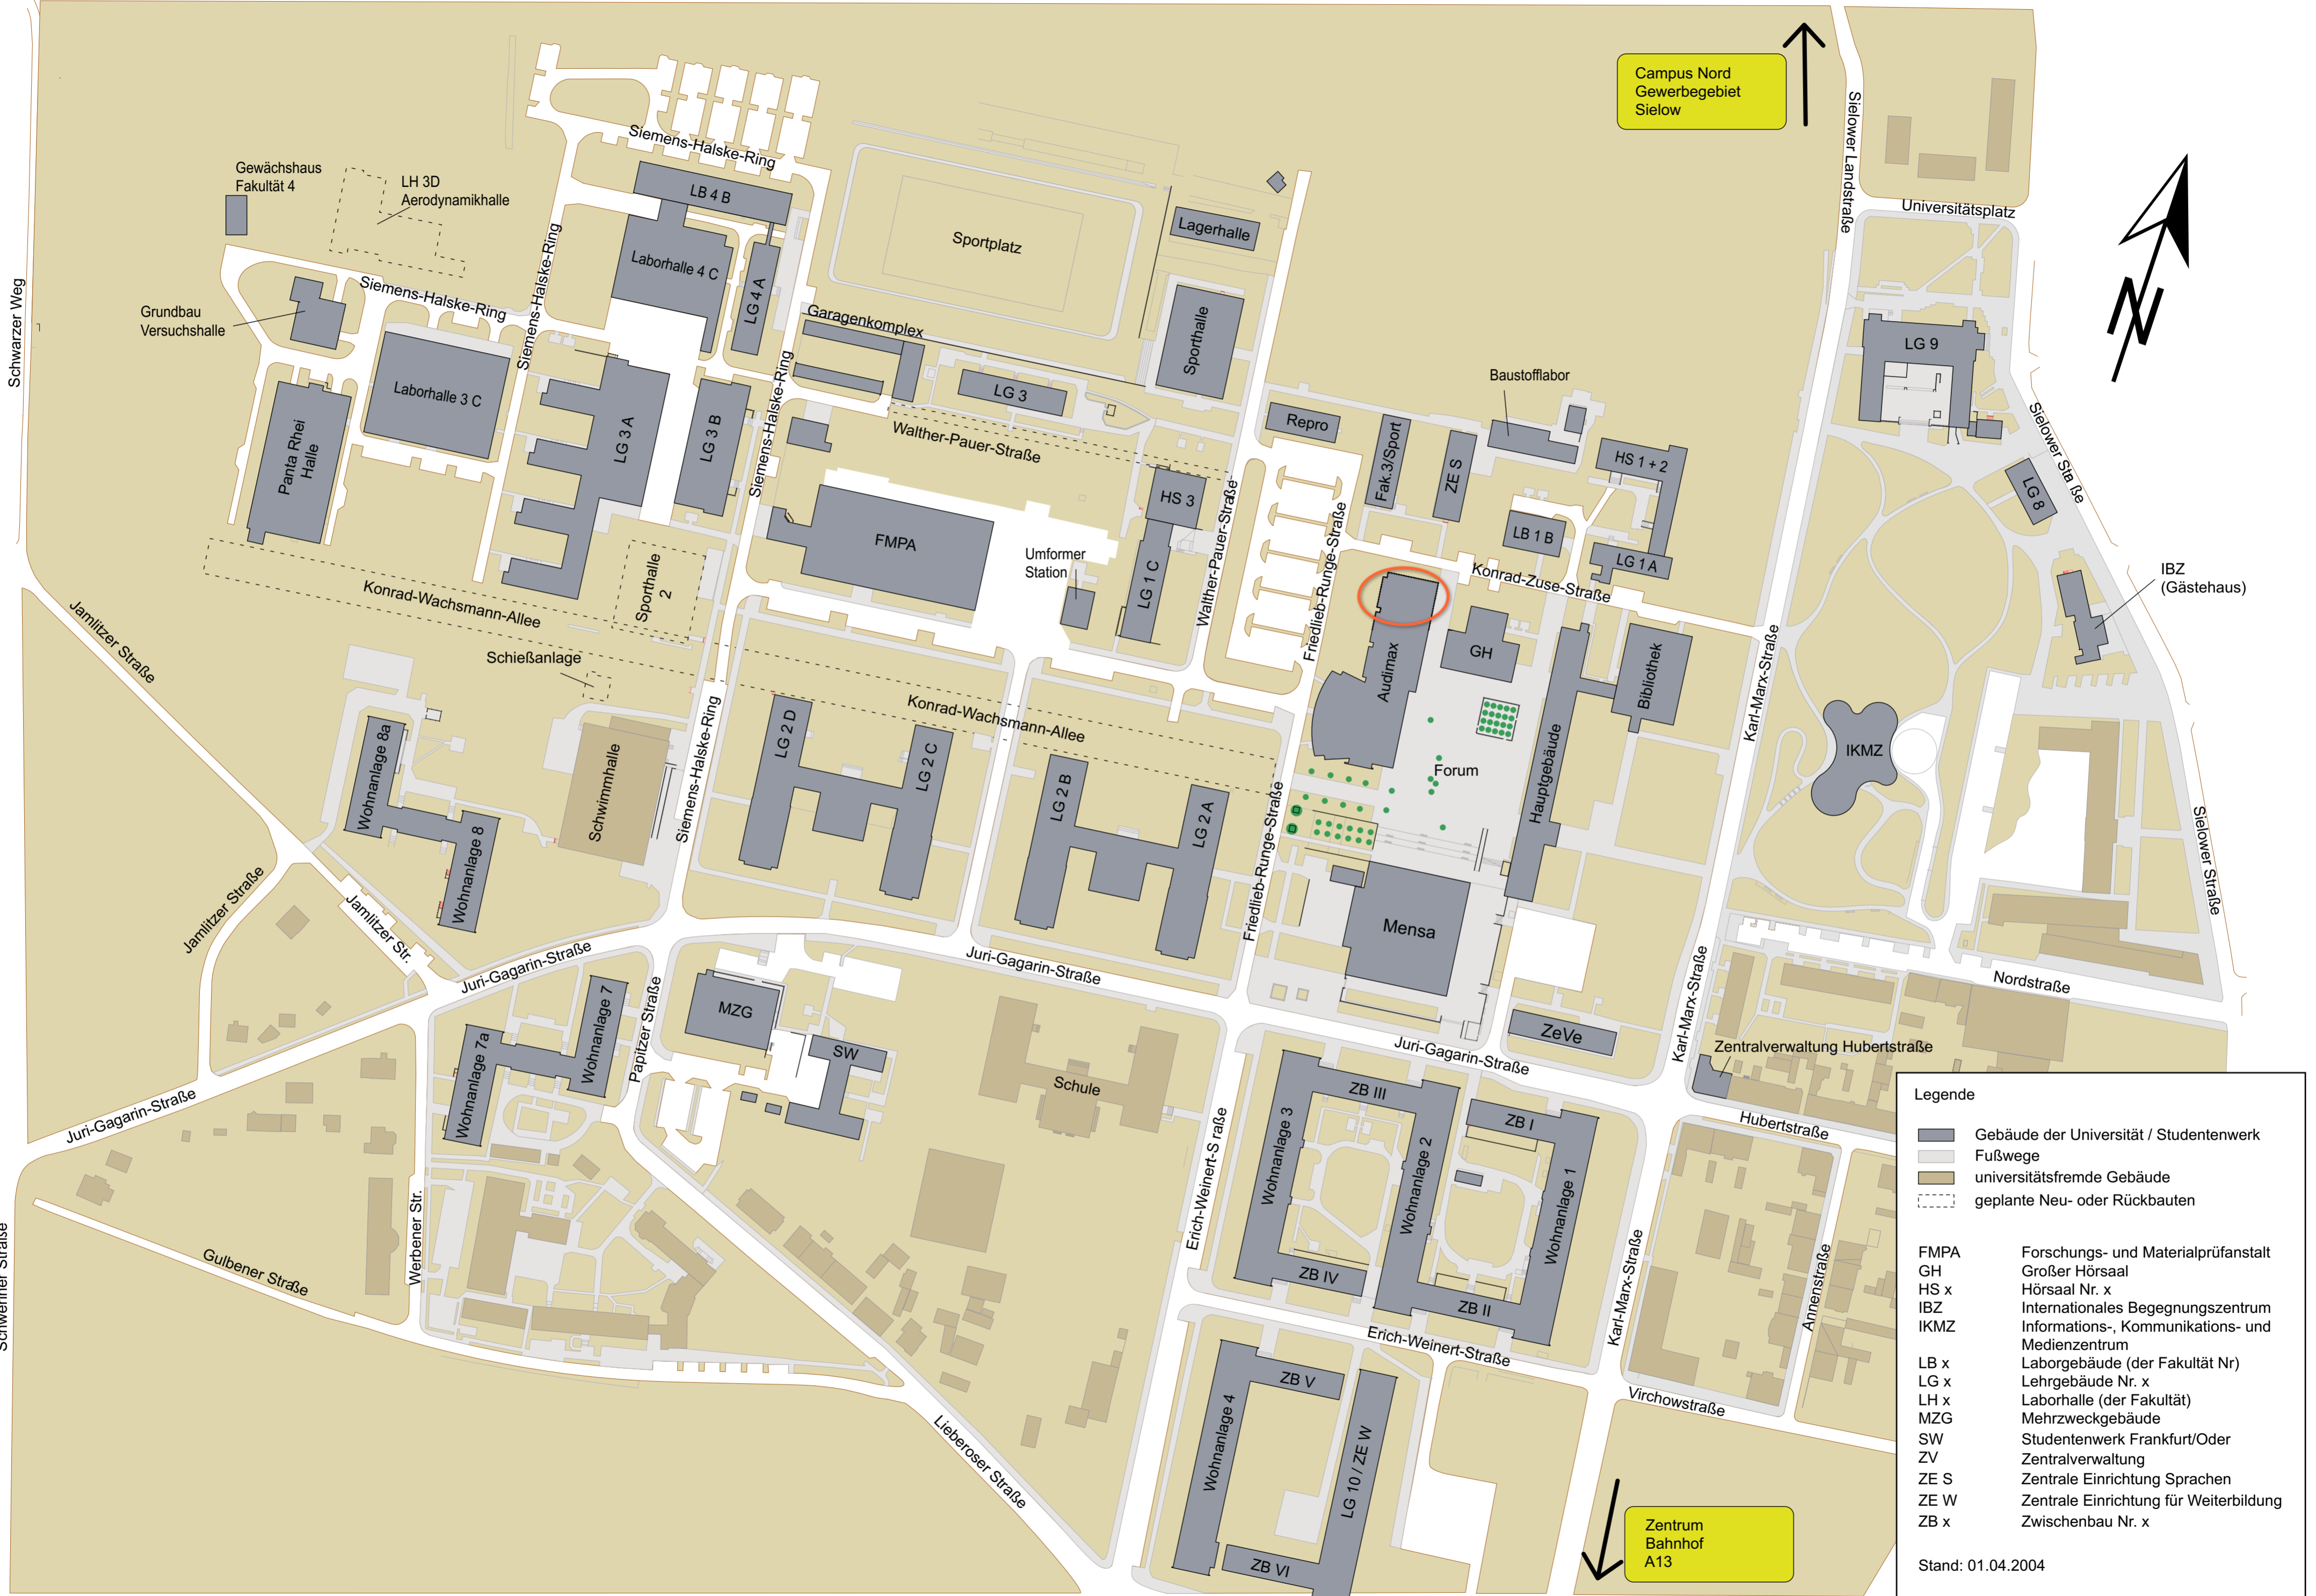 Campus Nord
Gewerbegebiet
Sielow
Sielower Landstraße
Siemens-Halske-Ring
Gewächshaus
Fakultät 4
LH 3D
Aerodynamikhalle
LB 4 B
Lagerhalle
Universitätsplatz
Sportplatz
Laborhalle 4 C
LG 4 A
Siemens-Halske-Ring
Siemens-Halske-Ring
Schwarzer Weg
Grundbau
Versuchshalle
Garagenkomplex
Sporthalle
LG 9
Laborhalle 3 C
LG 3
Baustofflabor
Siemens-Halske-Ring
Repro
Panta Rhei
Halle
LG 3 A
LG 3 B
Walther-Pauer-Straße
Fak.3/Sport
ZE S
HS 1 + 2
Sielower Sta ße
LG 8
HS 3
Walther-Pauer-Straße
FMPA
Umformer
Station
LG 1 C
Friedlieb-Runge-Straße
LB 1 B
LG 1 A
Konrad-Zuse-Straße
IBZ
(Gästehaus)
Sporthalle
2
Konrad-Wachsmann-Allee
Jamlitzer Straße
Schießanlage
GH
Audimax
Bibliothek
Karl-Marx-Straße
Konrad-Wachsmann-Allee
Siemens-Halske-Ring
LG 2 D
LG 2 C
LG 2 B
LG 2 A
Wohnanlage 8a
Wohnanlage 8
Schwimmhalle
Forum
Hauptgebäude
IKMZ
Friedlieb-Runge-Straße
Sielower Straße
Jamlitzer Straße
Jamlitzer Str.
Juri-Gagarin-Straße
Juri-Gagarin-Straße
Mensa
Karl-Marx-Straße
Nordstraße
Wohnanlage 7
Wohnanlage 7a
Papitzer Straße
MZG
SW
ZeVe
Juri-Gagarin-Straße
Zentralverwaltung Hubertstraße
Schule
Juri-Gagarin-Straße
ZB III
ZB I
Hubertstraße
Wohnanlage 3
Wohnanlage 2
Wohnanlage 1
Erich-Weinert-S raße
Werbener Str.
Gulbener Straße
Schweriner Straße
ZB IV
ZB II
Karl-Marx-Straße
Annenstraße
Erich-Weinert-Straße
ZB V
Virchowstraße
Wohnanlage 4
LG 10 / ZE W
Lieberoser Straße
ZB VI
Zentrum
Bahnhof
A13
N
Legende
Gebäude der Universität / Studentenwerk
Fußwege
universitätsfremde Gebäude
geplante Neu- oder Rückbauten
FMPA Forschungs- und Materialprüfanstalt
GH Großer Hörsaal
HS x Hörsaal Nr. x
IBZ Internationales Begegnungszentrum
IKMZ Informations-, Kommunikations- und
Medienzentrum
LB x Laborgebäude (der Fakultät Nr)
LG x Lehrgebäude Nr. x
LH x Laborhalle (der Fakultät)
MZG Mehrzweckgebäude
SW Studentenwerk Frankfurt/Oder
ZV Zentralverwaltung
ZE S Zentrale Einrichtung Sprachen
ZE W Zentrale Einrichtung für Weiterbildung
ZB x Zwischenbau Nr. x
Stand: 01.04.2004